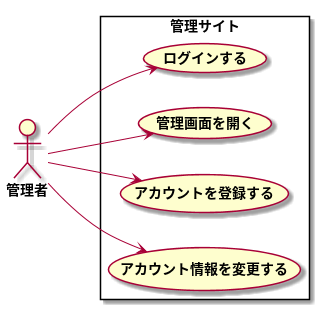 管理サイト
ログインする
管理画面を開く
アカウントを登録する
管理者
アカウント情報を変更する